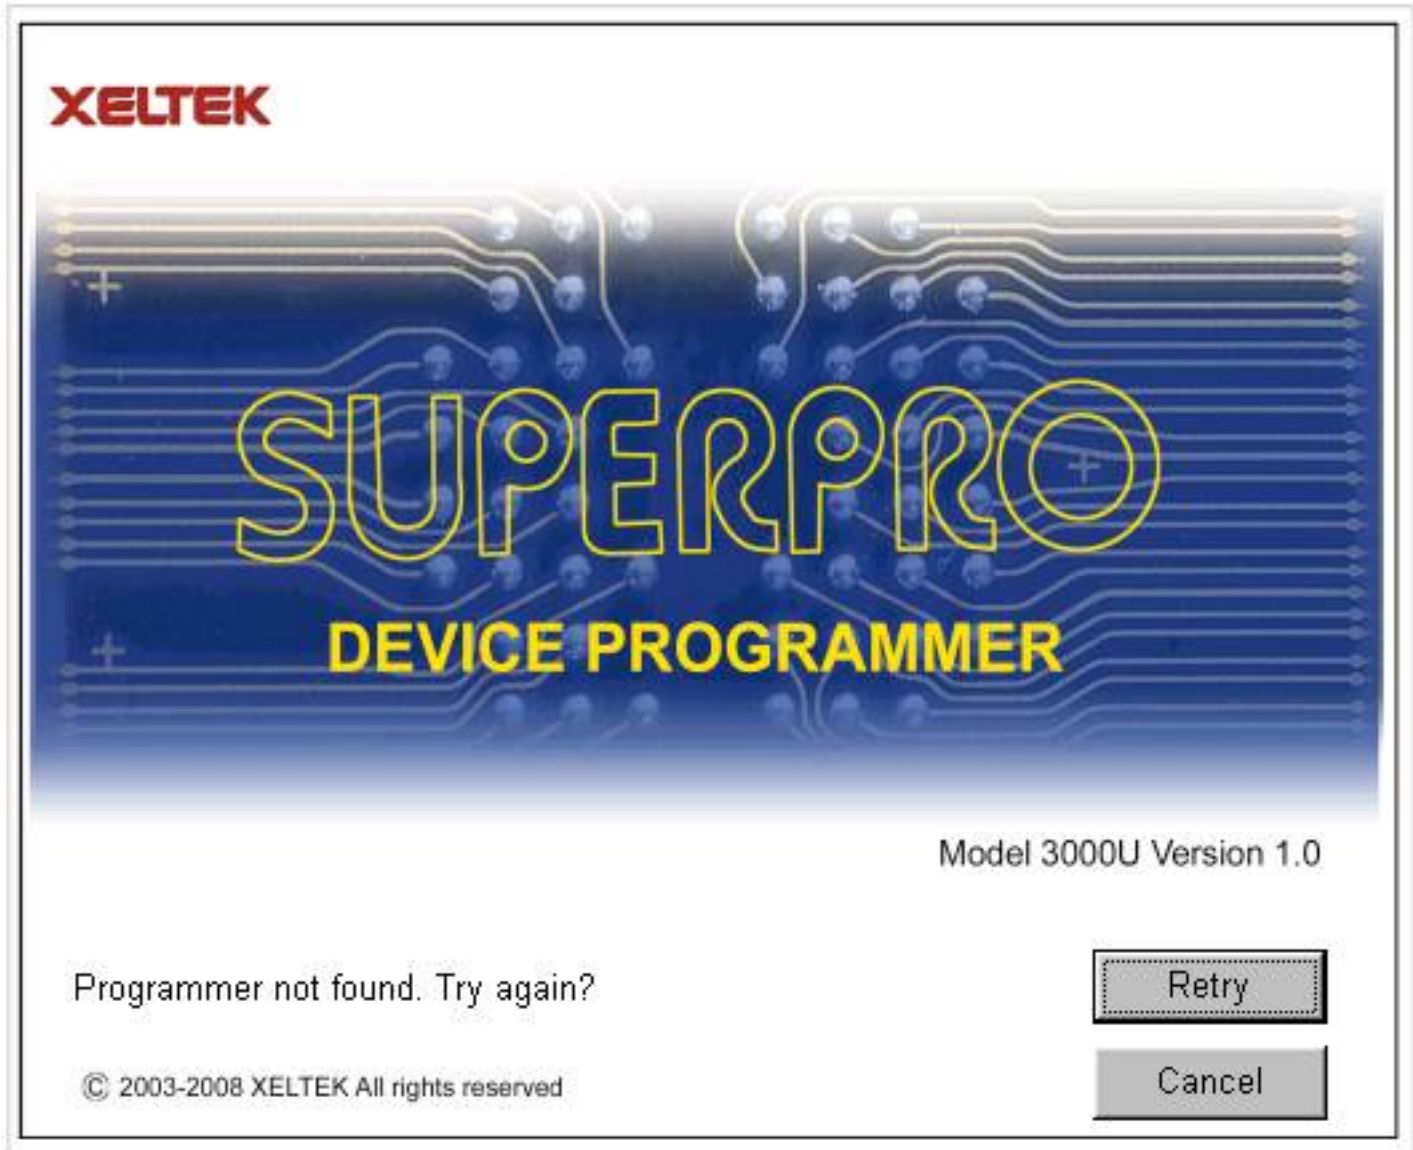 XELTEK
SUPERPRO
DEVICE PROGRAMMER
Model 3000U Version 1.0
Programmer not found. Try again?
Retry
© 2003-2008 XELTEK All rights reserved
Cancel